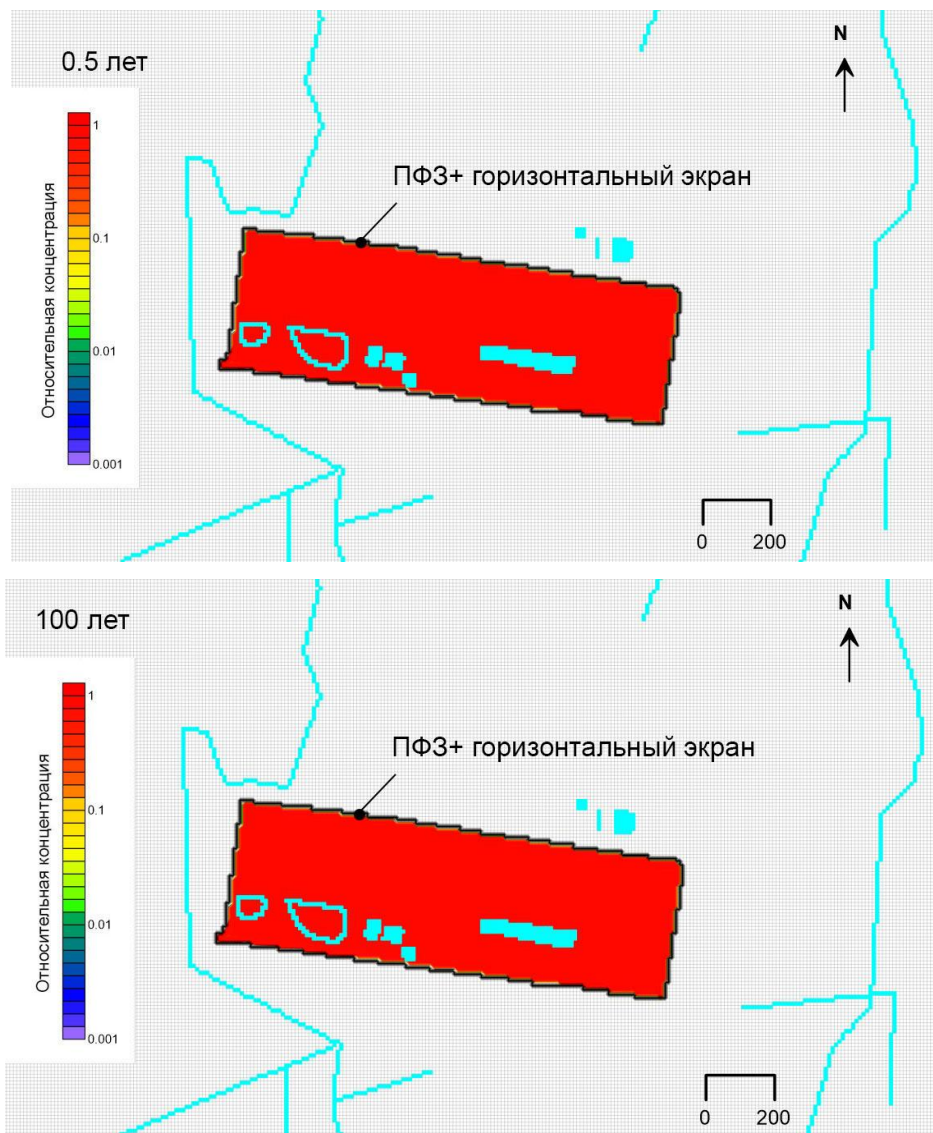 0.5 лет
N
1
0.1
0.01
0.001
Относительная концентрация
ПФЗ+ горизонтальный экран
0 200
100 лет
N
1
0.1
0.01
0.001
Относительная концентрация
ПФЗ+ горизонтальный экран
0 200